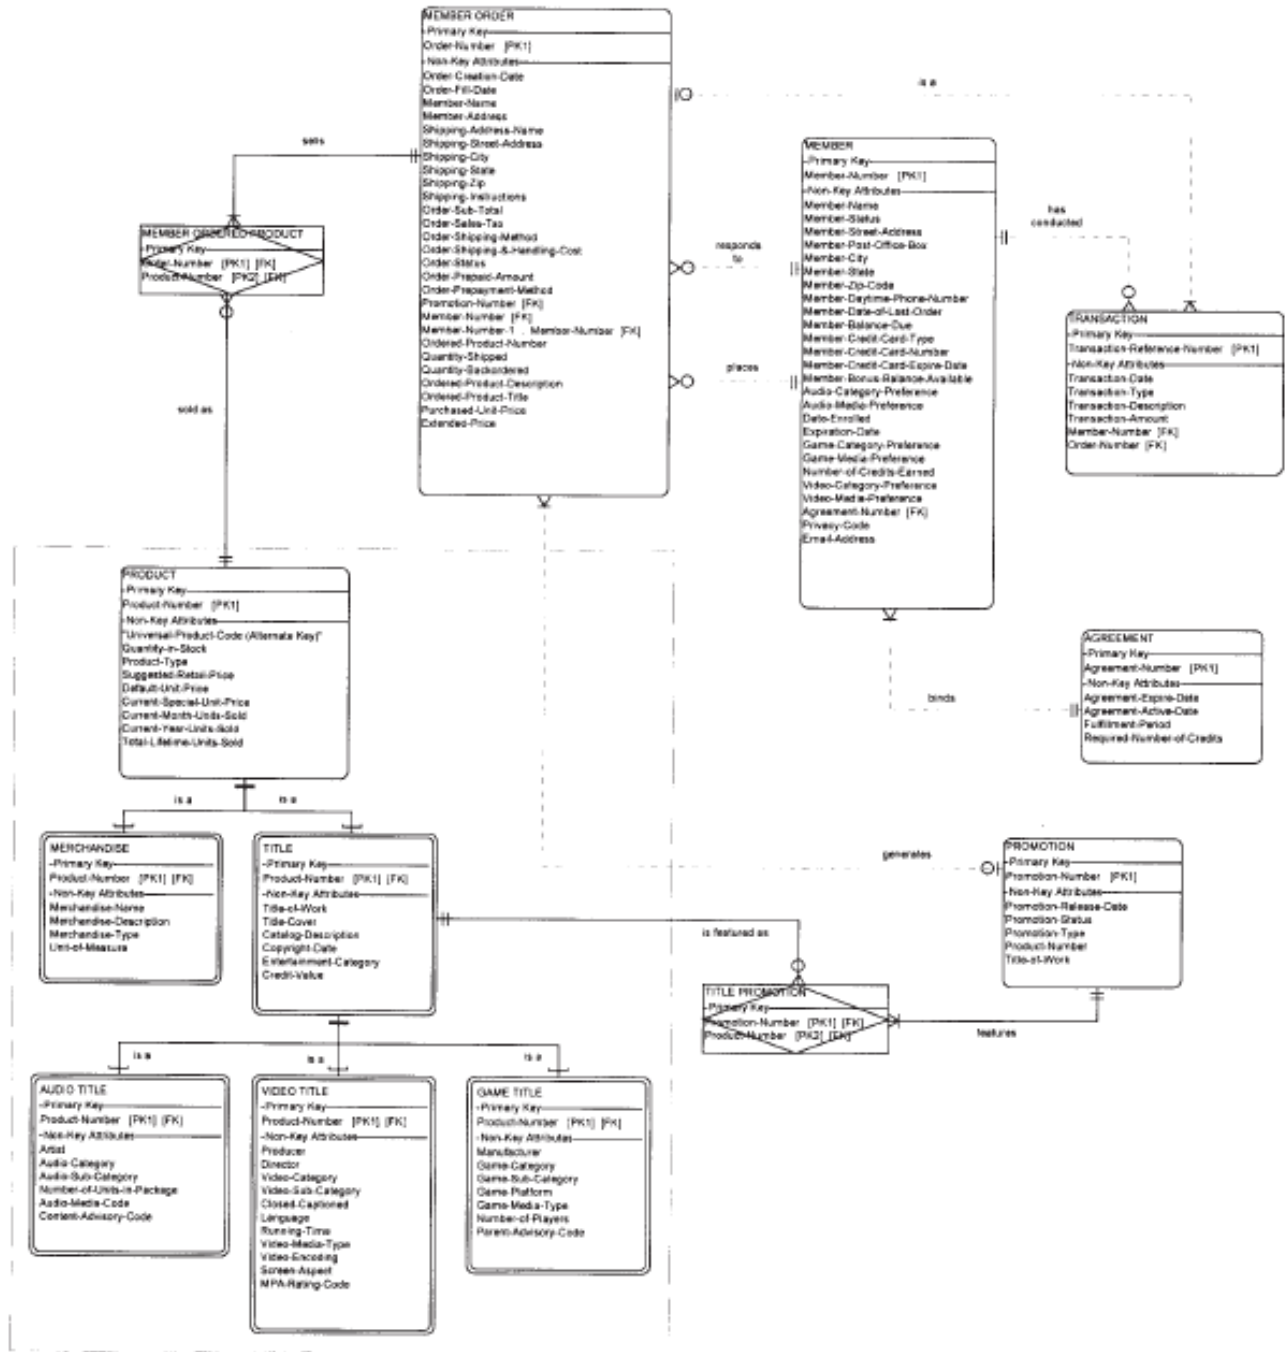 MEMBER ORDER
-Primary Key
Order-Number [PK1]
-Non-Key Attributes
Order-Creation-Date
Order-Fill-Date
Member-Name
Member-Address
Shipping-Address-Name
Shipping-Street-Address
Shipping-City
Shipping-State
Shipping-Zip
Shipping-Instructions
Order-Sub-Total
Order-Sales-Tax
Order-Shipping-Method
Order-Shipping-&-Handling-Cost
Order-Status
Order-Prepaid-Amount
Order-Prepayment-Method
Promotion-Number [FK]
Member-Number [FK]
Member-Number-1 . Member-Number [FK]
Ordered-Product-Number
Quantity-Shipped
Quantity-Backordered
Ordered-Product-Description
Ordered-Product-Title
Purchased-Unit-Price
Extended-Price
is a
sells
MEMBER ORDERED PRODUCT
-Primary Key
Order-Number [PK1] [FK]
Product-Number [PK2] [FK]
responds
to
places
MEMBER
-Primary Key
Member-Number [PK1]
-Non-Key Attributes
Member-Name
Member-Status
Member-Street-Address
Member-Post-Office-Box
Member-City
Member-State
Member-Zip-Code
Member-Daytime-Phone-Number
Member-Date-of-Last-Order
Member-Balance-Due
Member-Credit-Card-Type
Member-Credit-Card-Number
Member-Credit-Card-Expire-Date
Member-Bonus-Balance-Available
Audio-Category-Preference
Audio-Media-Preference
Date-Enrolled
Expiration-Date
Game-Category-Preference
Game-Media-Preference
Number-of-Credits-Earned
Video-Category-Preference
Video-Media-Preference
Agreement-Number [FK]
Privacy-Code
Email-Address
has
conducted
TRANSACTION
-Primary Key
Transaction-Reference-Number [PK1]
-Non-Key Attributes
Transaction-Date
Transaction-Type
Transaction-Description
Transaction-Amount
Member-Number [FK]
Order-Number [FK]
sold as
PRODUCT
-Primary Key
Product-Number [PK1]
-Non-Key Attributes
"Universal-Product-Code (Alternate Key)"
Quantity-in-Stock
Product-Type
Suggested-Retail-Price
Default-Unit-Price
Current-Special-Unit-Price
Current-Month-Units-Sold
Current-Year-Units-Sold
Total-Lifetime-Units-Sold
binds
AGREEMENT
-Primary Key
Agreement-Number [PK1]
-Non-Key Attributes
Agreement-Expire-Date
Agreement-Active-Date
Fulfillment-Period
Required-Number-of-Credits
is a
is a
MERCHANDISE
-Primary Key
Product-Number [PK1] [FK]
-Non-Key Attributes
Merchandise-Name
Merchandise-Description
Merchandise-Type
Unit-of-Measure
TITLE
-Primary Key
Product-Number [PK1] [FK]
-Non-Key Attributes
Title-of-Work
Title-Cover
Catalog-Description
Copyright-Date
Entertainment-Category
Credit-Value
generates
PROMOTION
-Primary Key
Promotion-Number [PK1]
-Non-Key Attributes
Promotion-Release-Date
Promotion-Status
Promotion-Type
Product-Number
Title-of-Work
is featured as
TITLE PROMOTION
-Primary Key
Promotion-Number [PK1] [FK]
Product-Number [PK2] [FK]
features
is a
is a
is a
AUDIO TITLE
-Primary Key
Product-Number [PK1] [FK]
-Non-Key Attributes
Artist
Audio-Category
Audio-Sub-Category
Number-of-Units-in-Package
Audio-Media-Code
Content-Advisory-Code
VIDEO TITLE
-Primary Key
Product-Number [PK1] [FK]
-Non-Key Attributes
Producer
Director
Video-Category
Video-Sub-Category
Closed-Captioned
Language
Running-Time
Video-Media-Type
Video-Encoding
Screen-Aspect
MPA-Rating-Code
GAME TITLE
-Primary Key
Product-Number [PK1] [FK]
-Non-Key Attributes
Manufacturer
Game-Category
Game-Sub-Category
Game-Platform
Game-Media-Type
Number-of-Players
Parent-Advisory-Code